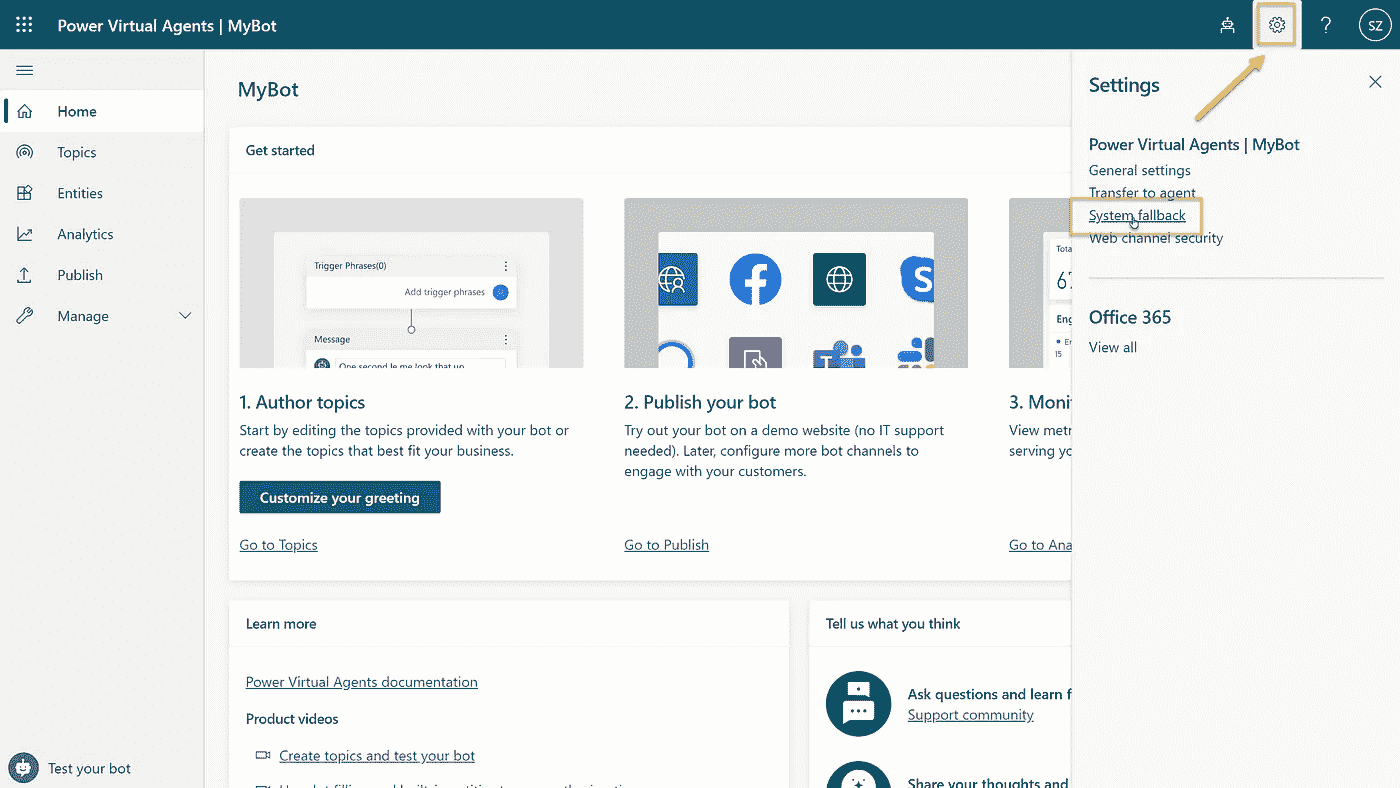 Power Virtual Agents | MyBot
?
SZ
Home
Topics
Entities
Analytics
Publish
Manage
Test your bot
MyBot
Get started
Trigger Phrases(0)
Add trigger phrases
Message
One second le me look that up
S
T
Tota
67
Eng
Er
15
1. Author topics
Start by editing the topics provided with your bot or
create the topics that best fit your business.
Customize your greeting
Go to Topics
2. Publish your bot
Try out your bot on a demo website (no IT support
needed). Later, configure more bot channels to
engage with your customers.
Go to Publish
3. Moni
View metr
serving yo
Go to Ana
Learn more
Power Virtual Agents documentation
Product videos
Create topics and test your bot
Tell us what you think
Ask questions and learn f
Support community
Share your thoughts and
Settings
Power Virtual Agents | MyBot
General settings
Transfer to agent
System fallback
Web channel security
Office 365
View all